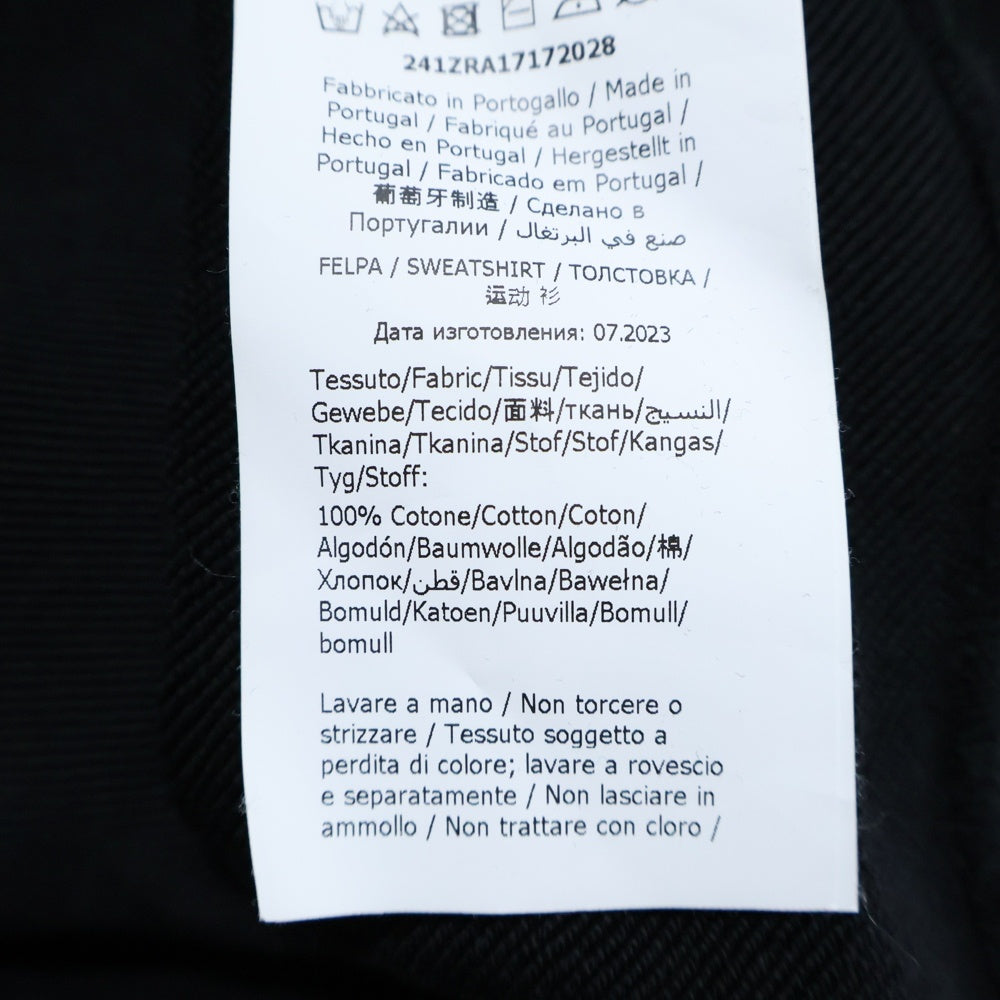 241ZRA17172028
Fabbricato in Portogallo / Made in
Portugal / Fabriqué au Portugal /
Hecho en Portugal / Hergestellt in
Portugal / Fabricado em Portugal /
葡萄牙制造 / Сделано в
Португалии / صنع في البرتغال
FELPA / SWEATSHIRT / ТОЛСТОВКА /
运动 衫
Дата изготовления: 07.2023
Tessuto/Fabric/Tissu/Tejido/
Gewebe/Tecido/面料/ткань/النسيج/
Tkanina/Tkanina/Stof/Stof/Kangas/
Tyg/Stoff:
100% Cotone/Cotton/Coton/
Algodón/Baumwolle/Algodão/棉/
Хлопок/قطن/Bavlna/Bawełna/
Bomuld/Katoen/Puuvilla/Bomull/
bomull
Lavare a mano / Non torcere o
strizzare / Tessuto soggetto a
perdita di colore; lavare a rovescio
e separatamente / Non lasciare in
ammollo / Non trattare con cloro /